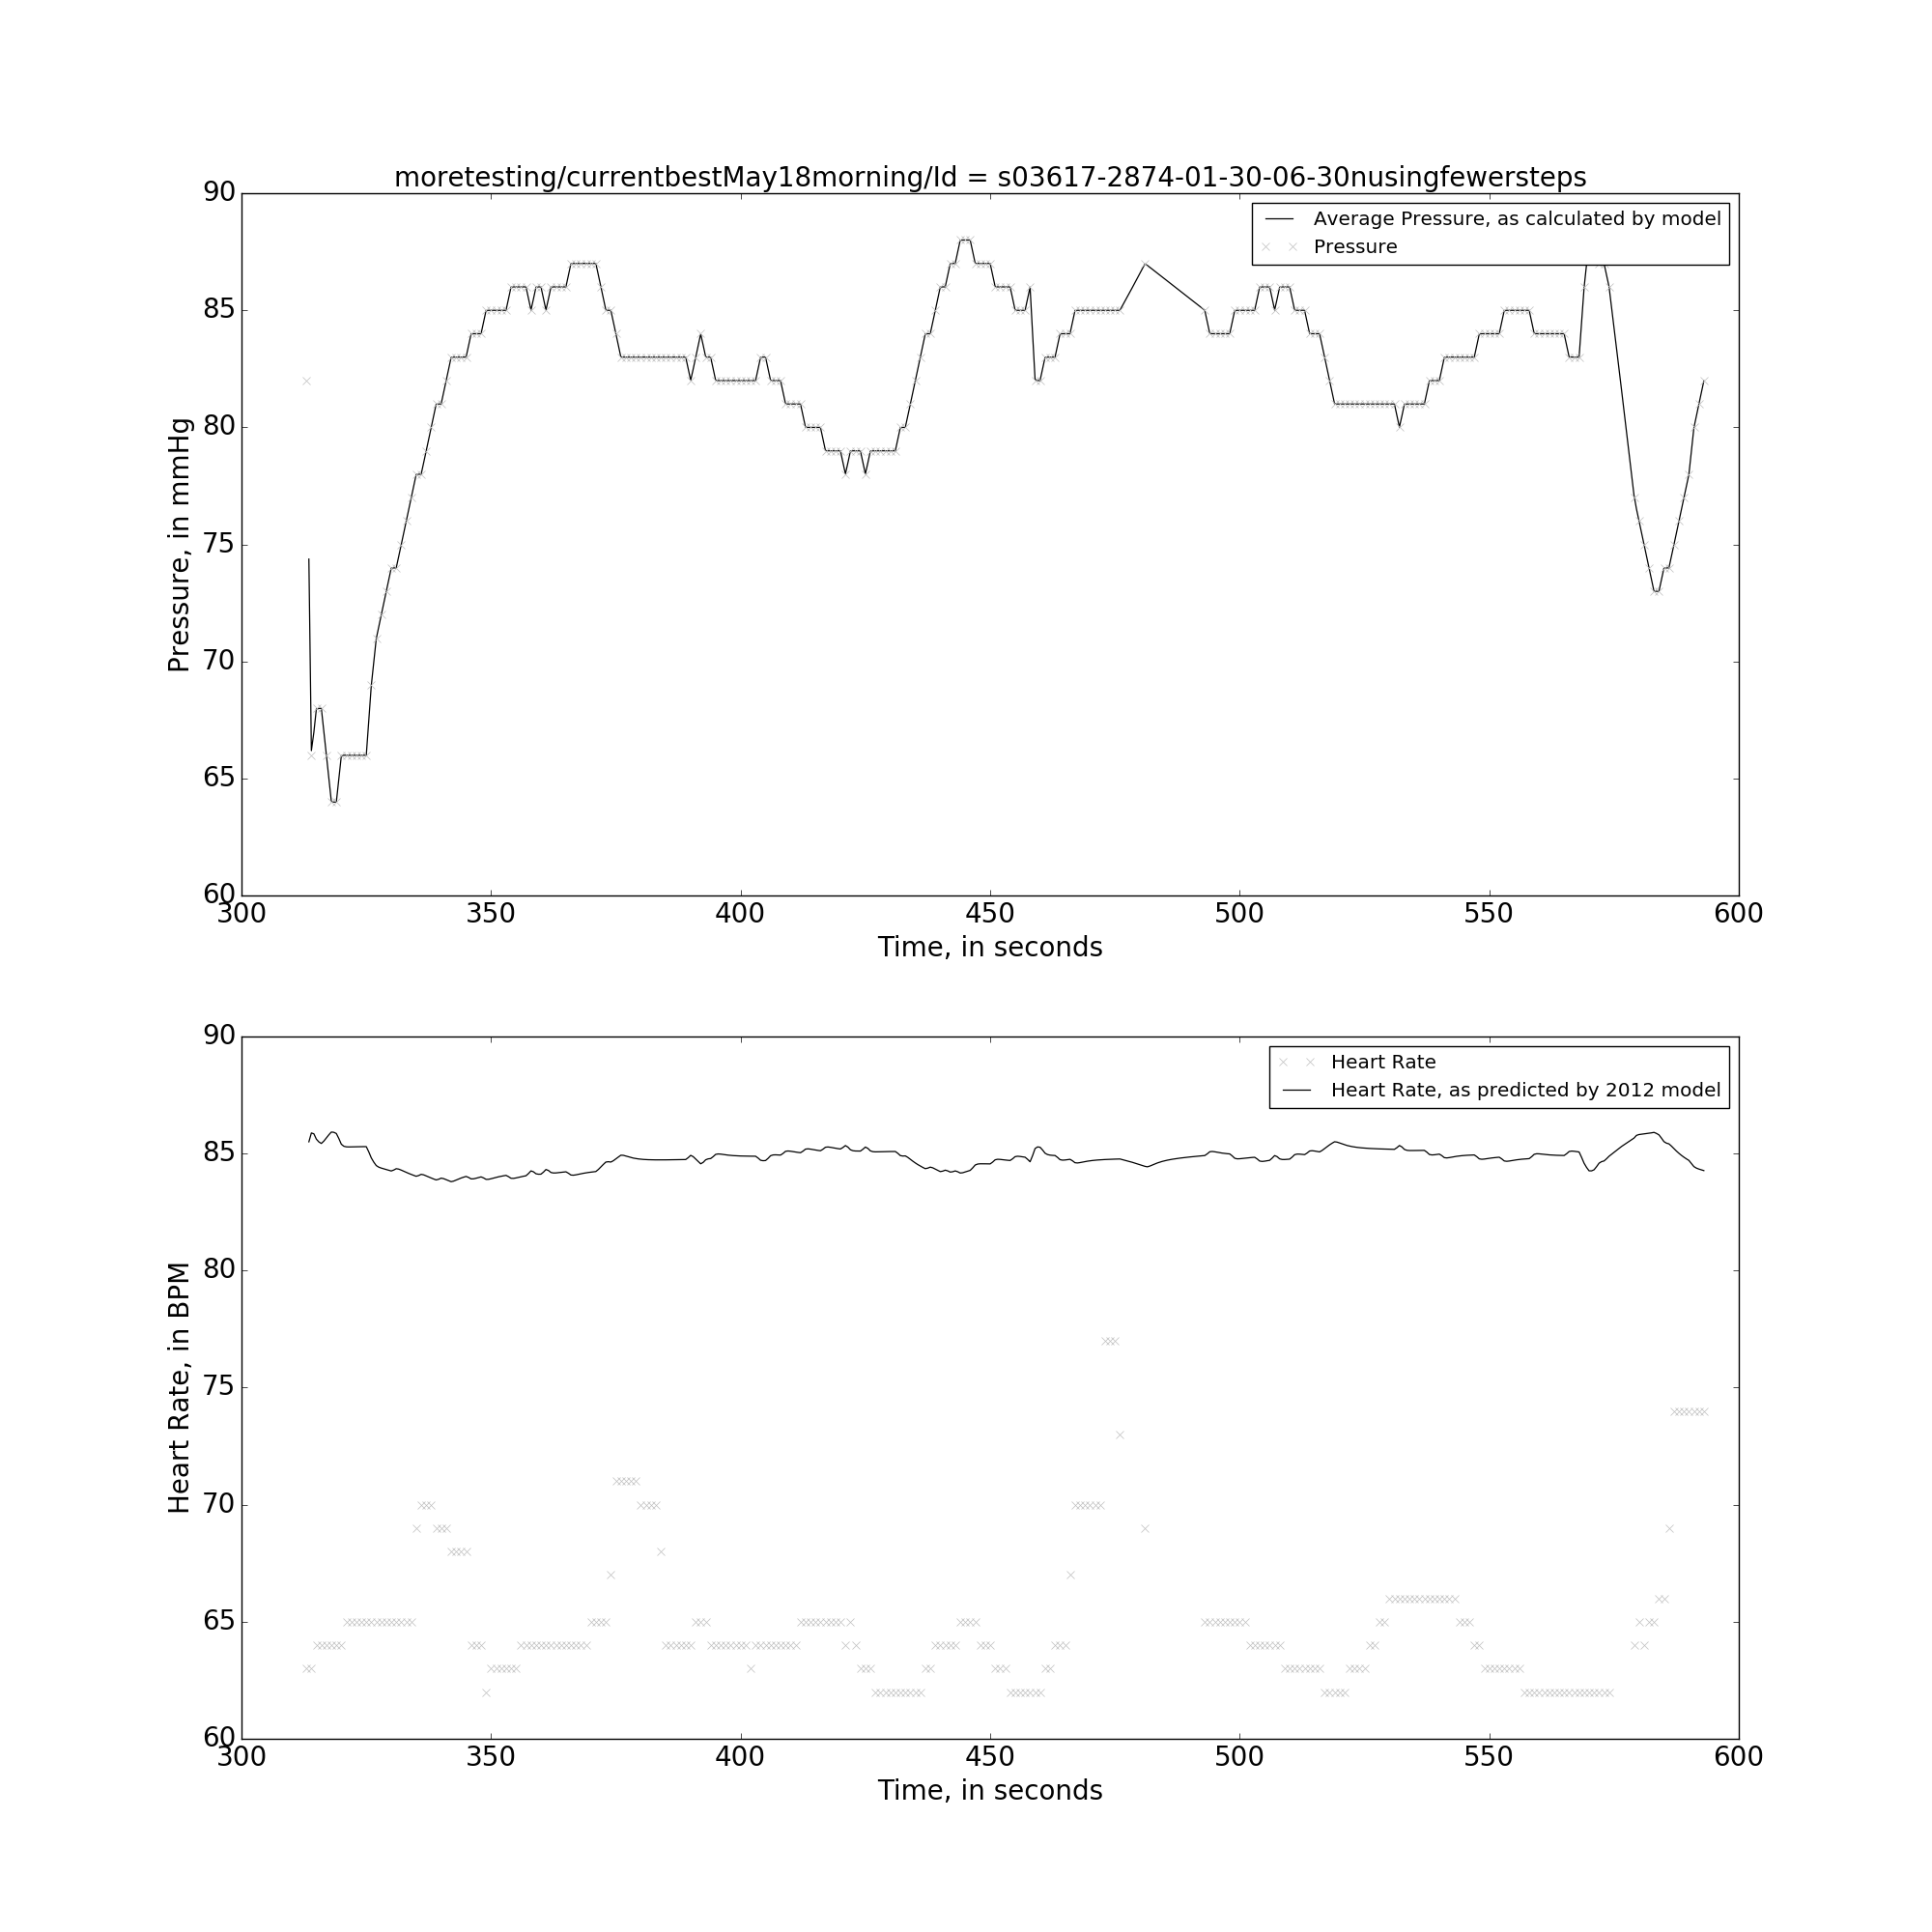 moretesting/currentbestMay18morning/Id = s03617-2874-01-30-06-30nusingfewersteps
90
85
80
75
70
65
60
Pressure, in mmHg
Average Pressure, as calculated by model
Pressure
300 350 400 450 500 550 600
Time, in seconds
90
85
80
75
70
65
60
Heart Rate, in BPM
Heart Rate
Heart Rate, as predicted by 2012 model
300 350 400 450 500 550 600
Time, in seconds